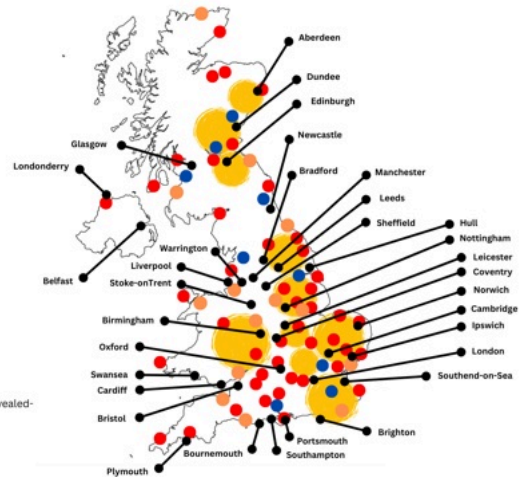 Aberdeen
Dundee
Edinburgh
Glasgow
Newcastle
Londonderry
Bradford
Manchester
Leeds
Sheffield
Hull
Nottingham
Warrington
Leicester
Liverpool
Coventry
Belfast
Stoke-onTrent
Norwich
Cambridge
Birmingham
Ipswich
Oxford
London
Swansea
Southend-on-Sea
Cardiff
ealed-
Bristol
Brighton
Portsmouth
Bournemouth
Southampton
Plymouth